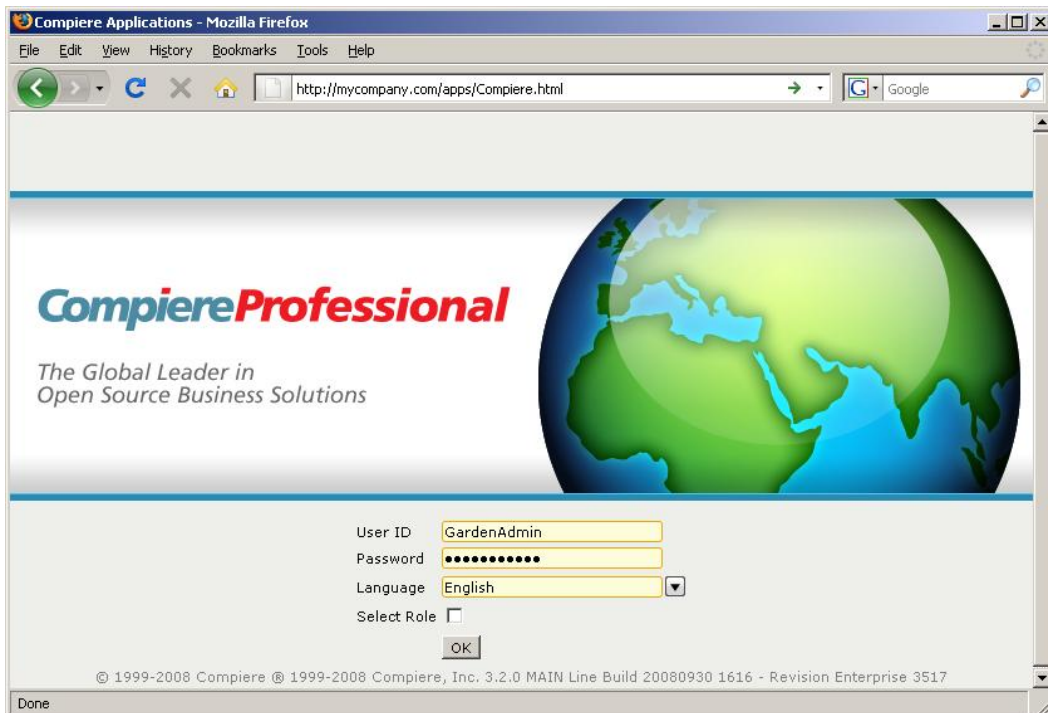 Compiere Applications - Mozilla Firefox
File Edit View History Bookmarks Tools Help
http://mycompany.com/apps/Compiere.html
G Google
CompiereProfessional
The Global Leader in
Open Source Business Solutions
User ID GardenAdmin
Password •••••••••••
Language English
Select Role
OK
© 1999-2008 Compiere ® 1999-2008 Compiere, Inc. 3.2.0 MAIN Line Build 20080930 1616 - Revision Enterprise 3517
Done